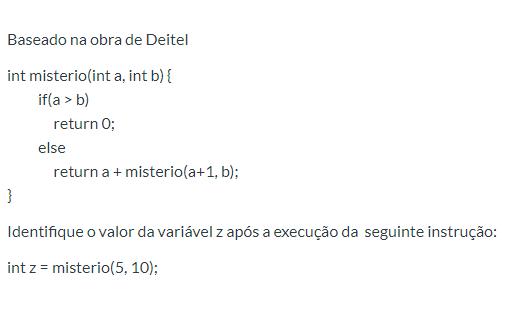 Baseado na obra de Deitel
int misterio(int a, int b) {
if(a > b)
return 0;
else
return a + misterio(a+1, b);
}
Identifique o valor da variável z após a execução da seguinte instrução:
int z = misterio(5, 10);